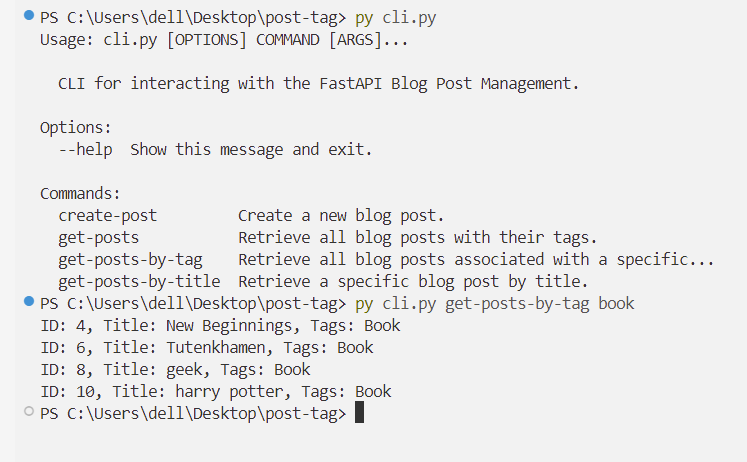 PS C:\Users\dell\Desktop\post-tag> py cli.py
Usage: cli.py [OPTIONS] COMMAND [ARGS]...
CLI for interacting with the FastAPI Blog Post Management.
Options:
--help  Show this message and exit.
Commands:
create-post        Create a new blog post.
get-posts          Retrieve all blog posts with their tags.
get-posts-by-tag   Retrieve all blog posts associated with a specific...
get-posts-by-title  Retrieve a specific blog post by title.
PS C:\Users\dell\Desktop\post-tag> py cli.py get-posts-by-tag book
ID: 4, Title: New Beginnings, Tags: Book
ID: 6, Title: Tutenkhamen, Tags: Book
ID: 8, Title: geek, Tags: Book
ID: 10, Title: harry potter, Tags: Book
PS C:\Users\dell\Desktop\post-tag>